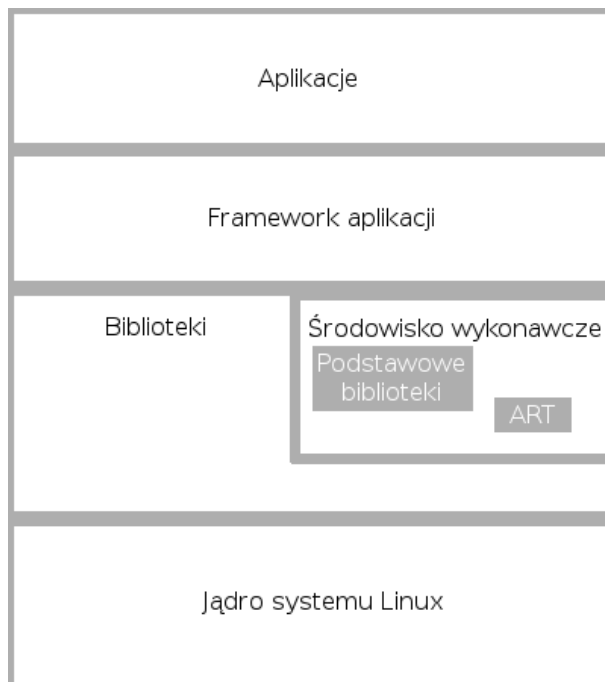 Aplikacje
Framework aplikacji
Biblioteki
Środowisko wykonawcze
Podstawowe
biblioteki
ART
Jądro systemu Linux